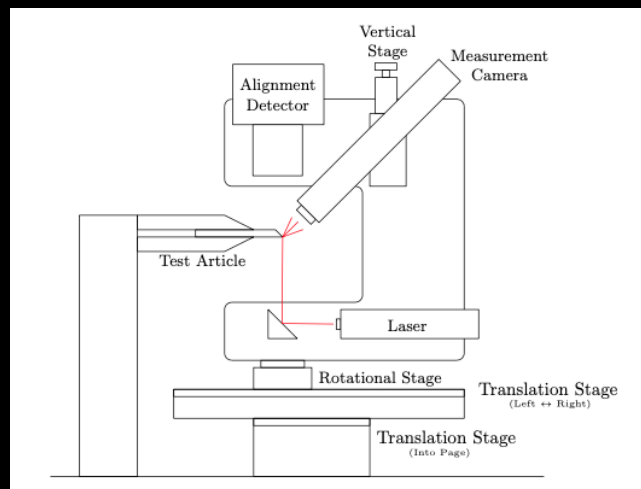 Vertical
Stage
Measurement
Camera
Alignment
Detector
Test Article
Laser
Rotational Stage
Translation Stage
(Left ↔ Right)
Translation Stage
(Into Page)